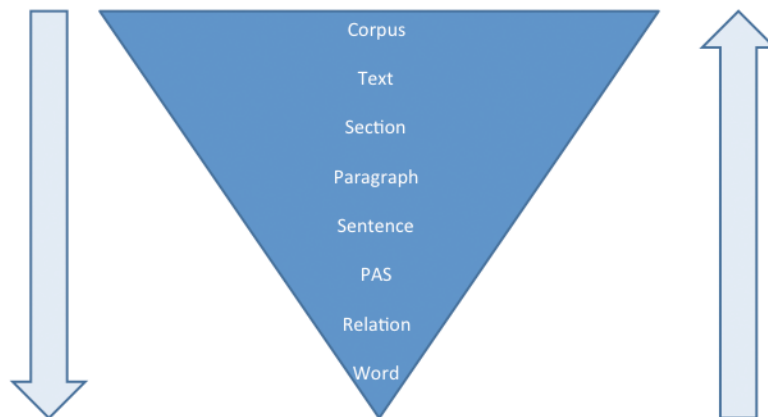 Corpus
Text
Section
Paragraph
Sentence
PAS
Relation
Word